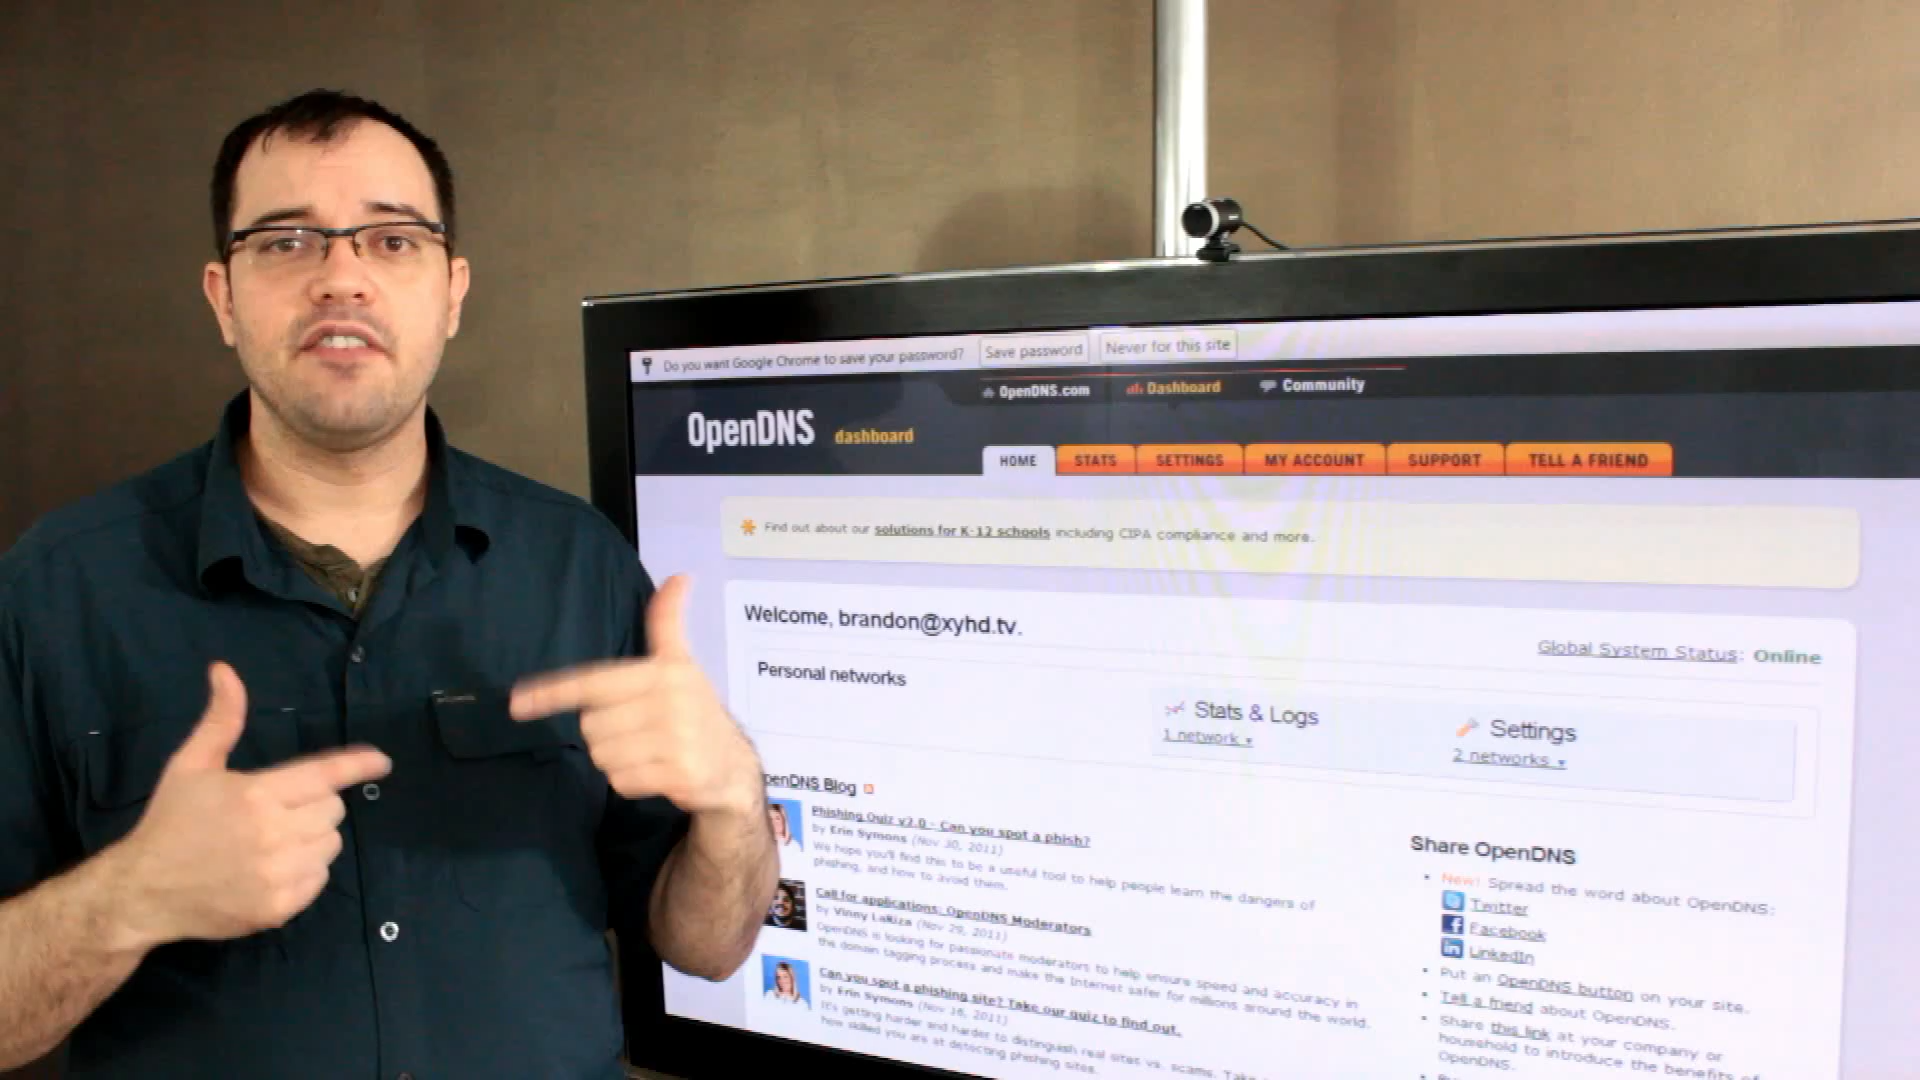 Do you want Google Chrome to save your password? Save password Never for this site
OpenDNS.com Dashboard Community
OpenDNS dashboard
HOME STATS SETTINGS MY ACCOUNT SUPPORT TELL A FRIEND
Find out about our solutions for K-12 schools including CIPA compliance and more.
Welcome, brandon@xyhd.tv.
Global System Status: Online
Personal networks
Stats & Logs
1 network
Settings
2 networks
penDNS Blog
Phishing Quiz v2.0 - Can you spot a phish?
by Erin Symons (Nov 30, 2011)
We hope you'll find this to be a useful tool to help people learn the dangers of
phishing, and how to avoid them.
Call for applications: OpenDNS Moderators
by Vinny LaRiza (Nov 29, 2011)
OpenDNS is looking for passionate moderators to help ensure speed and accuracy in
the domain tagging process and make the Internet safer for millions around the world.
Can you spot a phishing site? Take our quiz to find out.
by Erin Symons (Nov 16, 2011)
It's getting harder and harder to distinguish real sites vs. scams. Take
how skilled you are at detecting phishing sites.
Share OpenDNS
New! Spread the word about OpenDNS:
Twitter
Facebook
LinkedIn
Put an OpenDNS button on your site.
Tell a friend about OpenDNS.
Share this link at your company or
household to introduce the benefits of
OpenDNS.